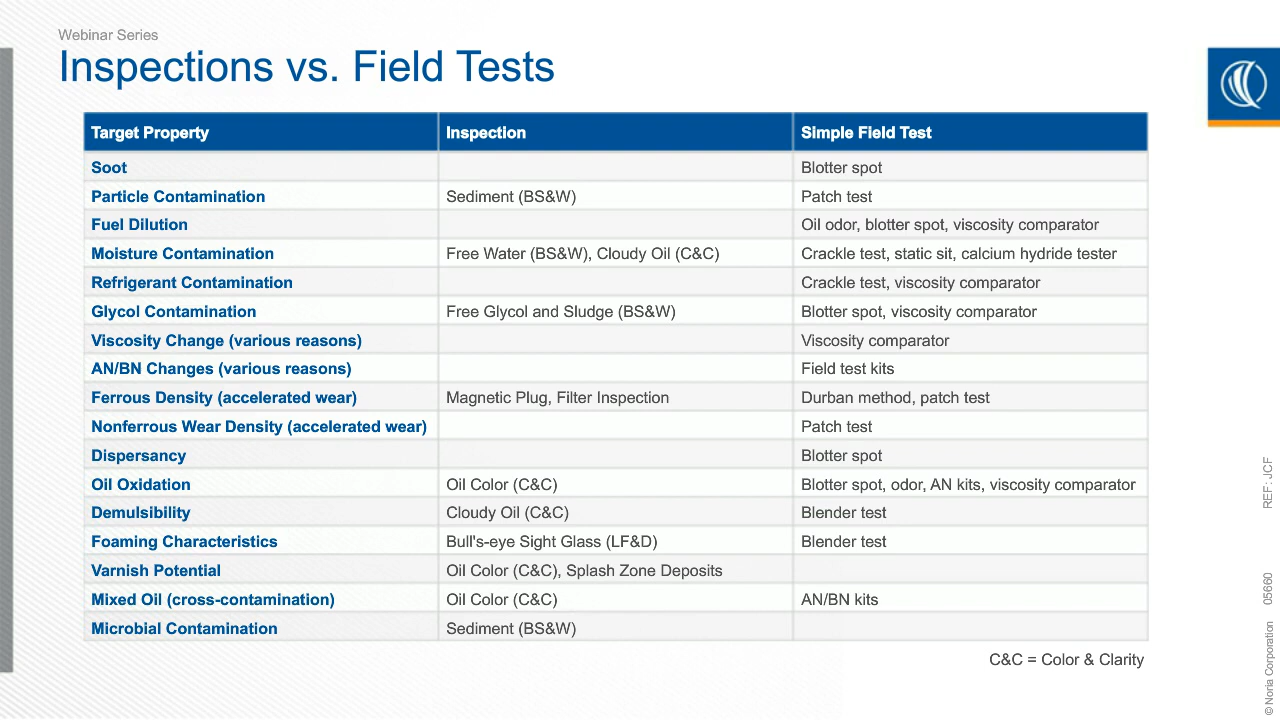 Webinar Series
Inspections vs. Field Tests
Target Property Inspection Simple Field Test
Soot Blotter spot
Particle Contamination Sediment (BS&W) Patch test
Fuel Dilution Oil odor, blotter spot, viscosity comparator
Moisture Contamination Free Water (BS&W), Cloudy Oil (C&C) Crackle test, static sit, calcium hydride tester
Refrigerant Contamination Crackle test, viscosity comparator
Glycol Contamination Free Glycol and Sludge (BS&W) Blotter spot, viscosity comparator
Viscosity Change (various reasons) Viscosity comparator
AN/BN Changes (various reasons) Field test kits
Ferrous Density (accelerated wear) Magnetic Plug, Filter Inspection Durban method, patch test
Nonferrous Wear Density (accelerated wear) Patch test
Dispersancy Blotter spot
Oil Oxidation Oil Color (C&C) Blotter spot, odor, AN kits, viscosity comparator
Demulsibility Cloudy Oil (C&C) Blender test
Foaming Characteristics Bull's-eye Sight Glass (LF&D) Blender test
Varnish Potential Oil Color (C&C), Splash Zone Deposits
Mixed Oil (cross-contamination) Oil Color (C&C) AN/BN kits
Microbial Contamination Sediment (BS&W)
C&C = Color & Clarity
© Noria Corporation 05660 REF: JCF